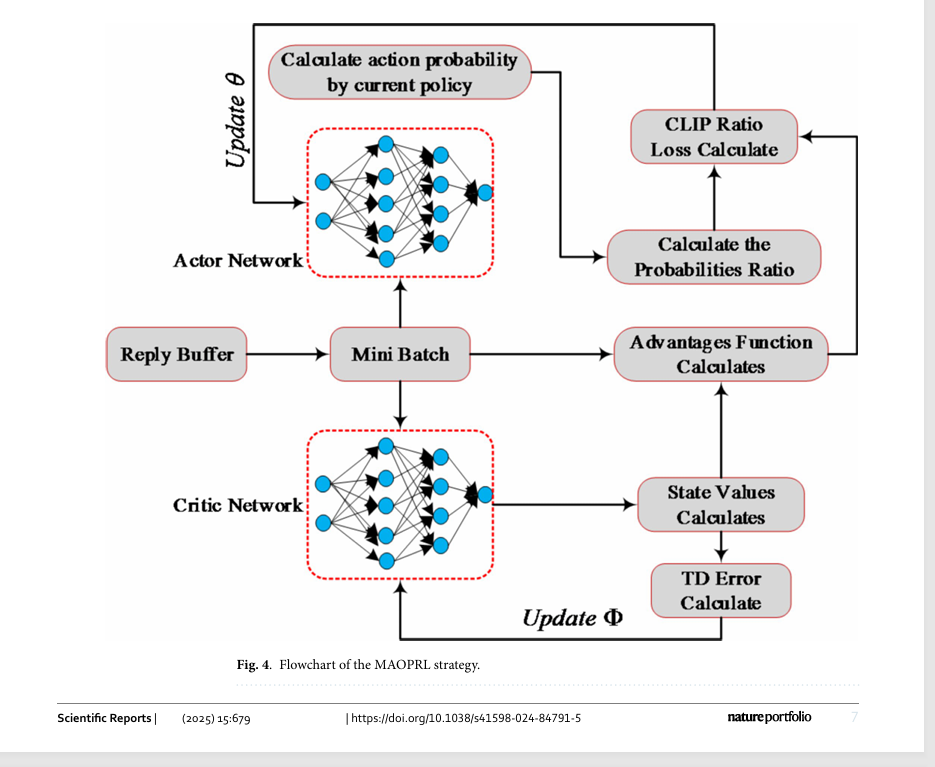 Update θ
Calculate action probability
by current policy
CLIP Ratio
Loss Calculate
Actor Network
Calculate the
Probabilities Ratio
Reply Buffer
Mini Batch
Advantages Function
Calculates
Critic Network
State Values
Calculates
TD Error
Calculate
Update Φ
Fig. 4. Flowchart of the MAOPRL strategy.
Scientific Reports | (2025) 15:679 | https://doi.org/10.1038/s41598-024-84791-5 natureportfolio 7